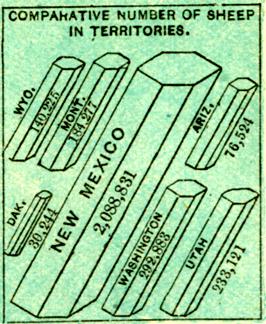 COMPARATIVE NUMBER OF SHEEP
IN TERRITORIES.
WYO.
140,225
MONT.
184,277
NEW MEXICO
2,088,831
ARIZ.
76,524
DAK.
30,244
WASHINGTON
292,883
UTAH
233,121